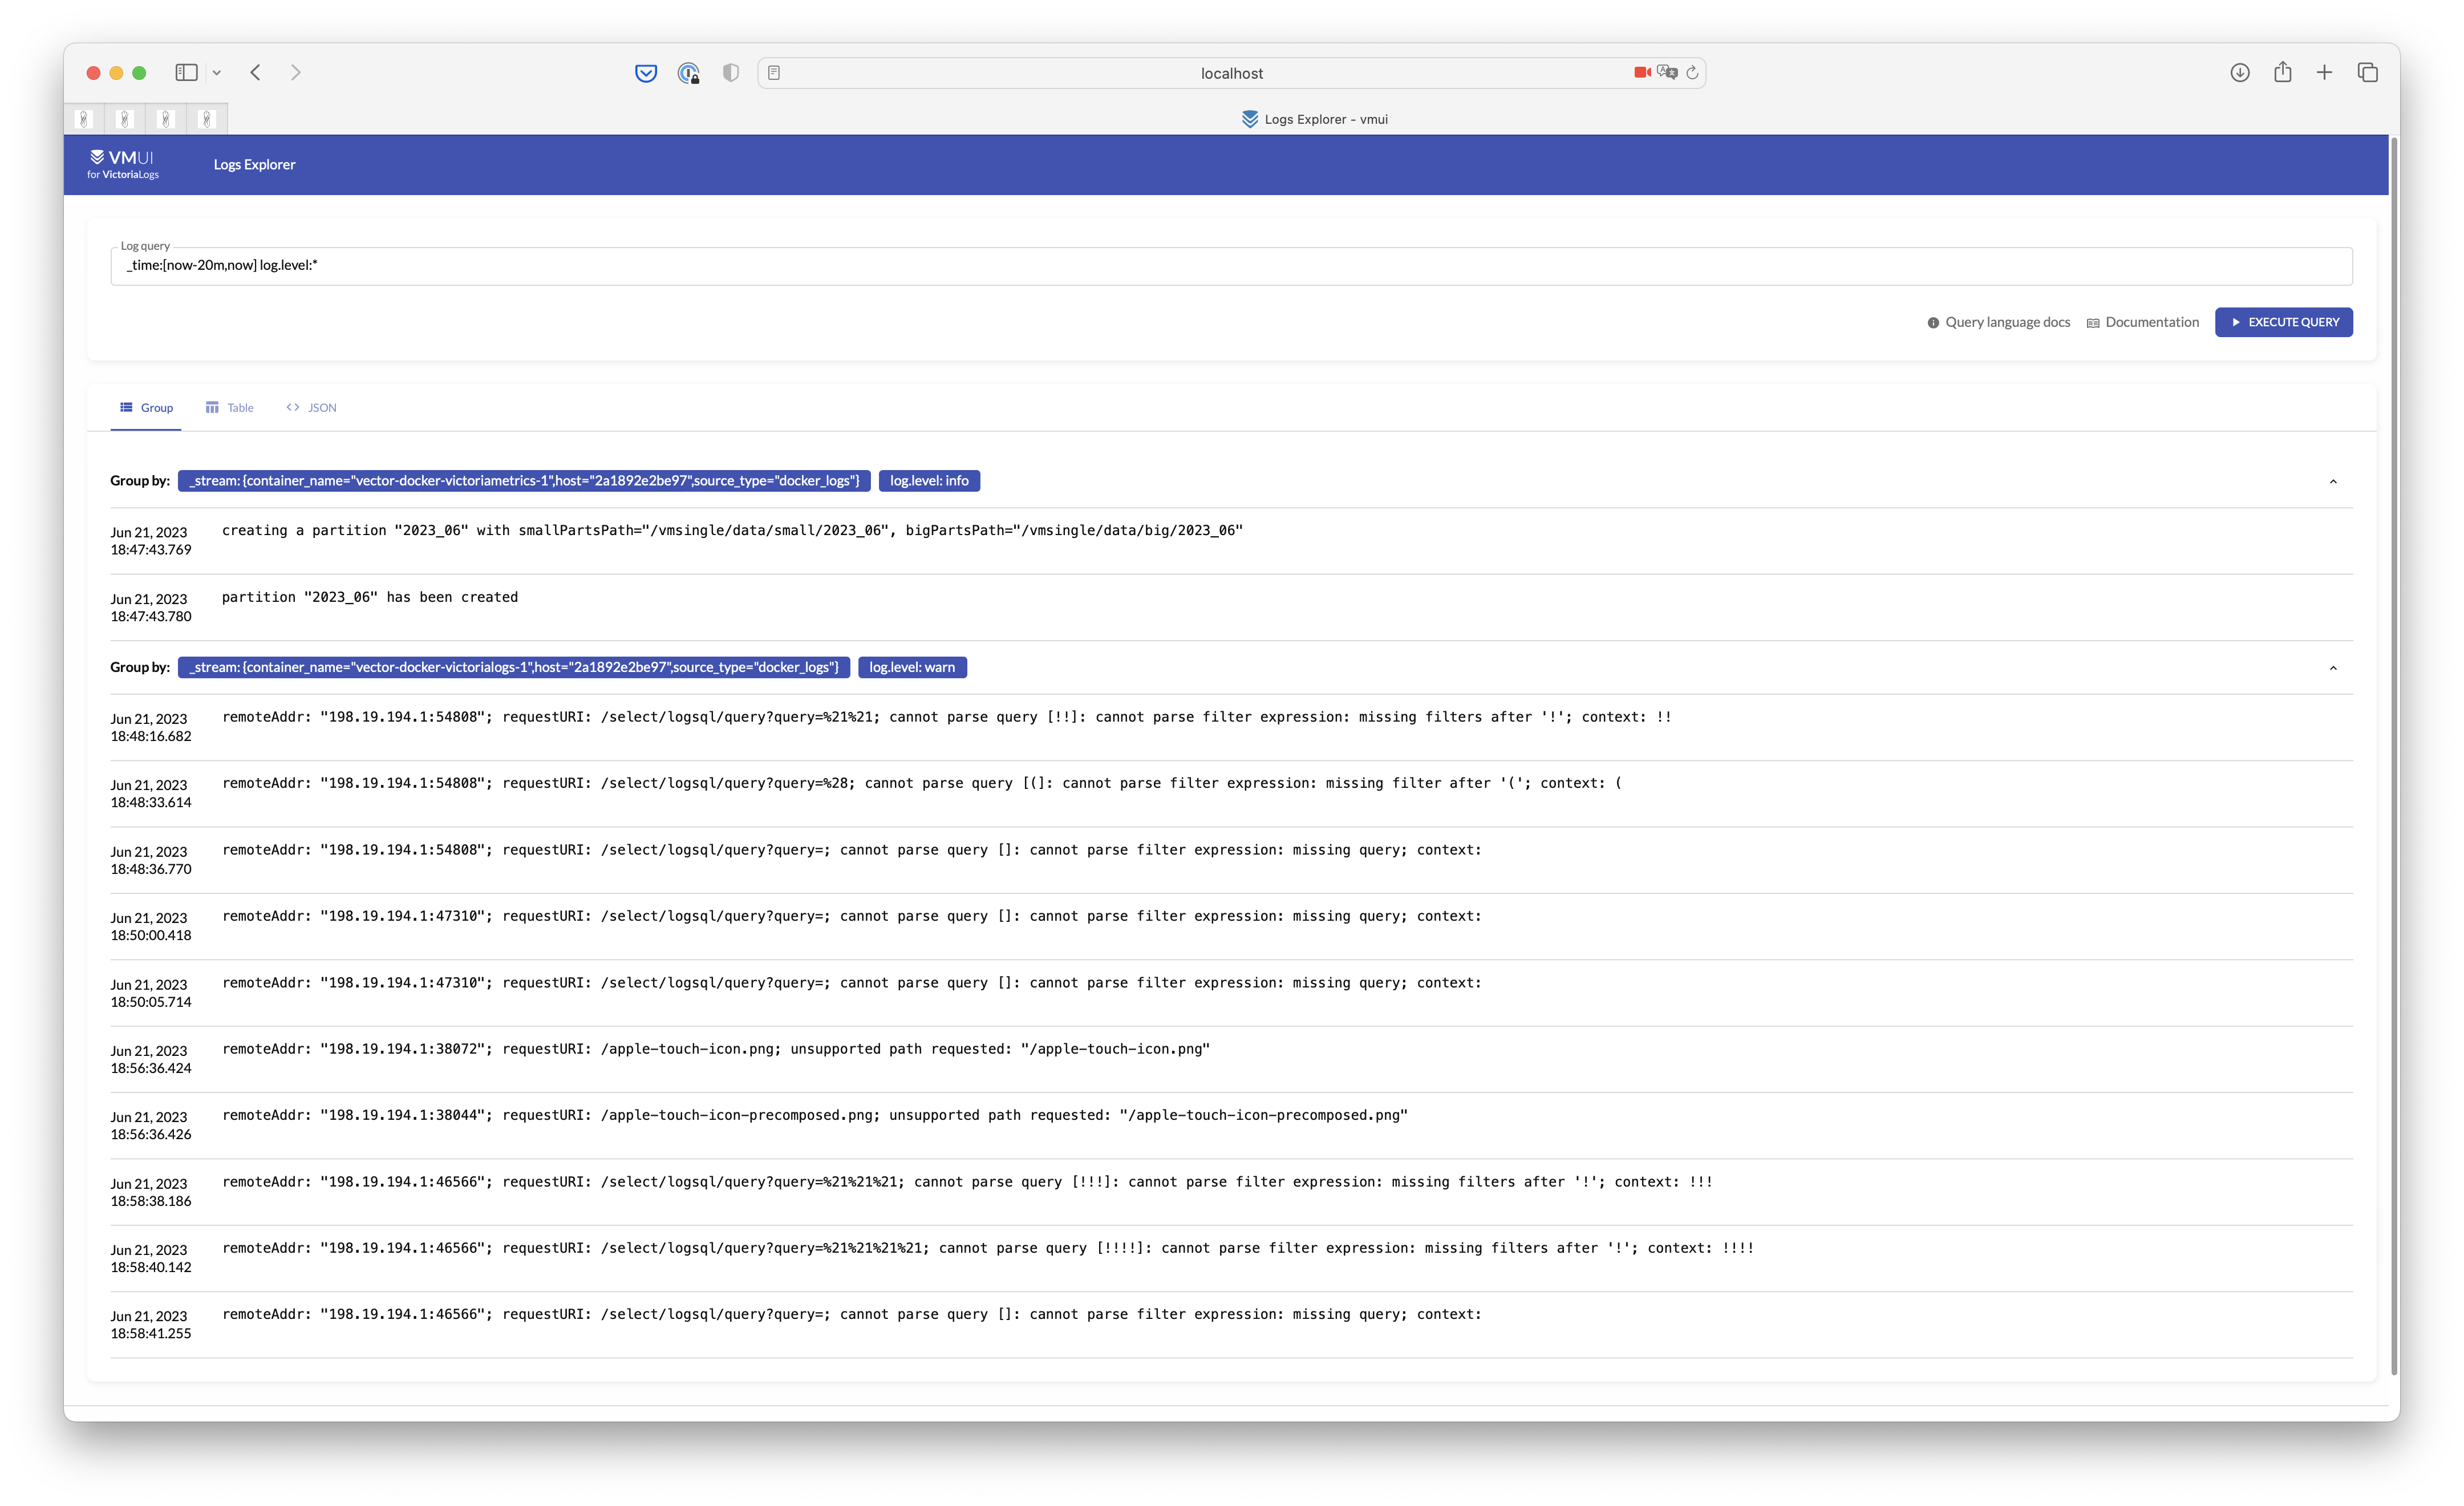 localhost
Logs Explorer - vmui
VMUI
for VictoriaLogs
Logs Explorer
Log query
_time:[now-20m,now] log.level:*
Query language docs Documentation EXECUTE QUERY
Group Table JSON
Group by: _stream: {container_name="vector-docker-victoriametrics-1",host="2a1892e2be97",source_type="docker_logs"} log.level: info
Jun 21, 2023
18:47:43.769
creating a partition "2023_06" with smallPartsPath="/vmsingle/data/small/2023_06", bigPartsPath="/vmsingle/data/big/2023_06"
Jun 21, 2023
18:47:43.780
partition "2023_06" has been created
Group by: _stream: {container_name="vector-docker-victorialogs-1",host="2a1892e2be97",source_type="docker_logs"} log.level: warn
Jun 21, 2023
18:48:16.682
remoteAddr: "198.19.194.1:54808"; requestURI: /select/logsql/query?query=%21%21; cannot parse query [!!]: cannot parse filter expression: missing filters after '!'; context: !!
Jun 21, 2023
18:48:33.614
remoteAddr: "198.19.194.1:54808"; requestURI: /select/logsql/query?query=%28; cannot parse query [(]: cannot parse filter expression: missing filter after '('; context: (
Jun 21, 2023
18:48:36.770
remoteAddr: "198.19.194.1:54808"; requestURI: /select/logsql/query?query=; cannot parse query []: cannot parse filter expression: missing query; context:
Jun 21, 2023
18:50:00.418
remoteAddr: "198.19.194.1:47310"; requestURI: /select/logsql/query?query=; cannot parse query []: cannot parse filter expression: missing query; context:
Jun 21, 2023
18:50:05.714
remoteAddr: "198.19.194.1:47310"; requestURI: /select/logsql/query?query=; cannot parse query []: cannot parse filter expression: missing query; context:
Jun 21, 2023
18:56:36.424
remoteAddr: "198.19.194.1:38072"; requestURI: /apple-touch-icon.png; unsupported path requested: "/apple-touch-icon.png"
Jun 21, 2023
18:56:36.426
remoteAddr: "198.19.194.1:38044"; requestURI: /apple-touch-icon-precomposed.png; unsupported path requested: "/apple-touch-icon-precomposed.png"
Jun 21, 2023
18:58:38.186
remoteAddr: "198.19.194.1:46566"; requestURI: /select/logsql/query?query=%21%21%21; cannot parse query [!!!]: cannot parse filter expression: missing filters after '!'; context: !!!
Jun 21, 2023
18:58:40.142
remoteAddr: "198.19.194.1:46566"; requestURI: /select/logsql/query?query=%21%21%21%21; cannot parse query [!!!!]: cannot parse filter expression: missing filters after '!'; context: !!!!
Jun 21, 2023
18:58:41.255
remoteAddr: "198.19.194.1:46566"; requestURI: /select/logsql/query?query=; cannot parse query []: cannot parse filter expression: missing query; context: